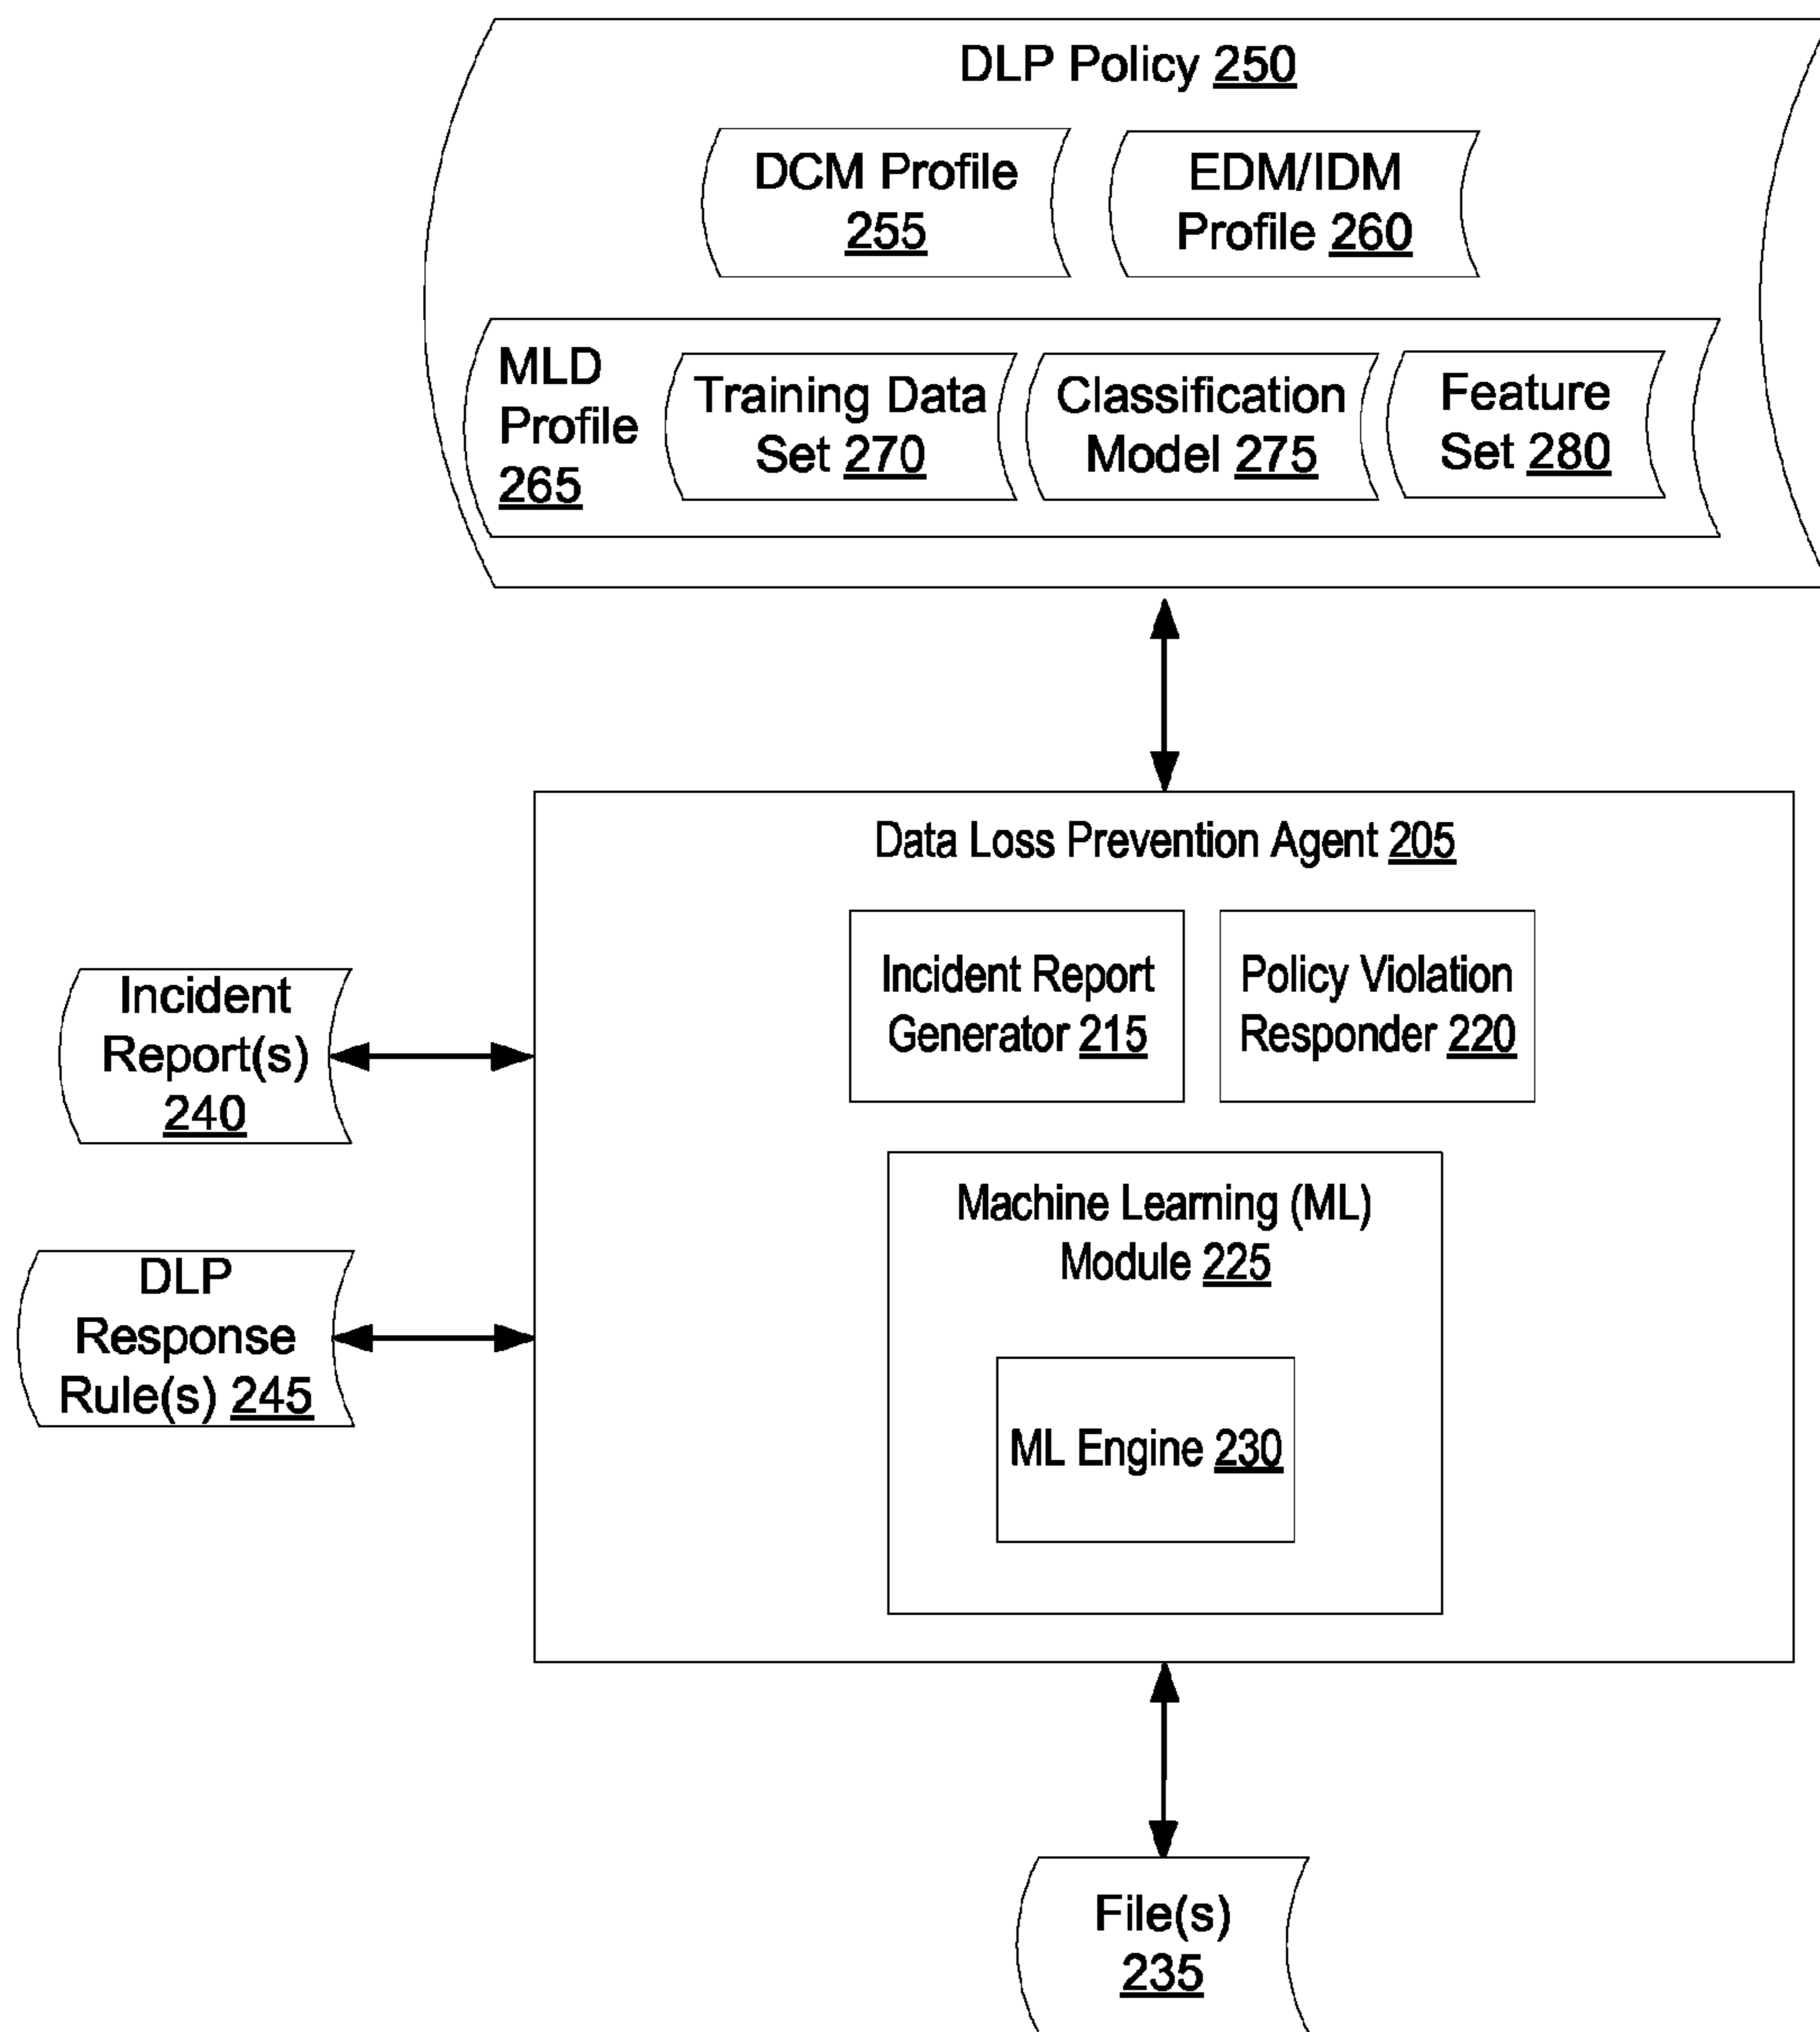 DLP Policy 250
DCM Profile
255
EDM/IDM
Profile 260
MLD
Profile
265
Training Data
Set 270
Classification
Model 275
Feature
Set 280
Data Loss Prevention Agent 205
Incident Report
Generator 215
Policy Violation
Responder 220
Incident
Report(s)
240
Machine Learning (ML)
Module 225
DLP
Response
Rule(s) 245
ML Engine 230
File(s)
235